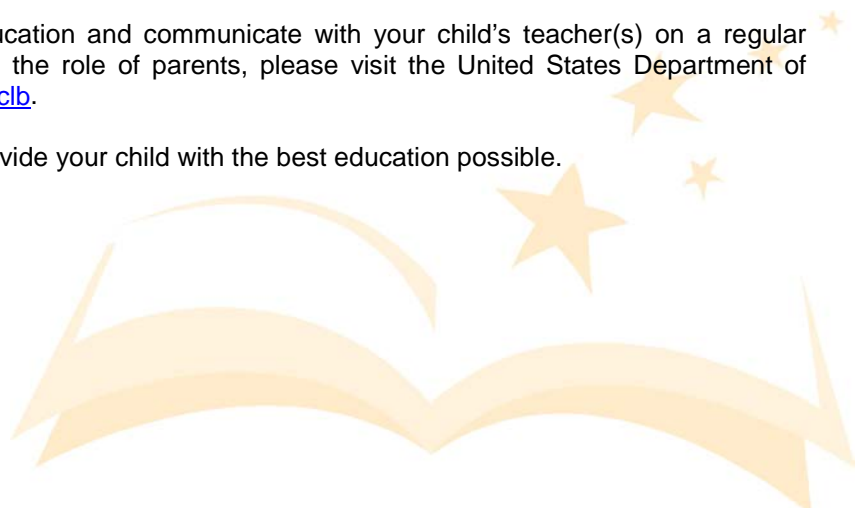 ucation and communicate with your child’s teacher(s) on a regular
the role of parents, please visit the United States Department of
clb.
vide your child with the best education possible.